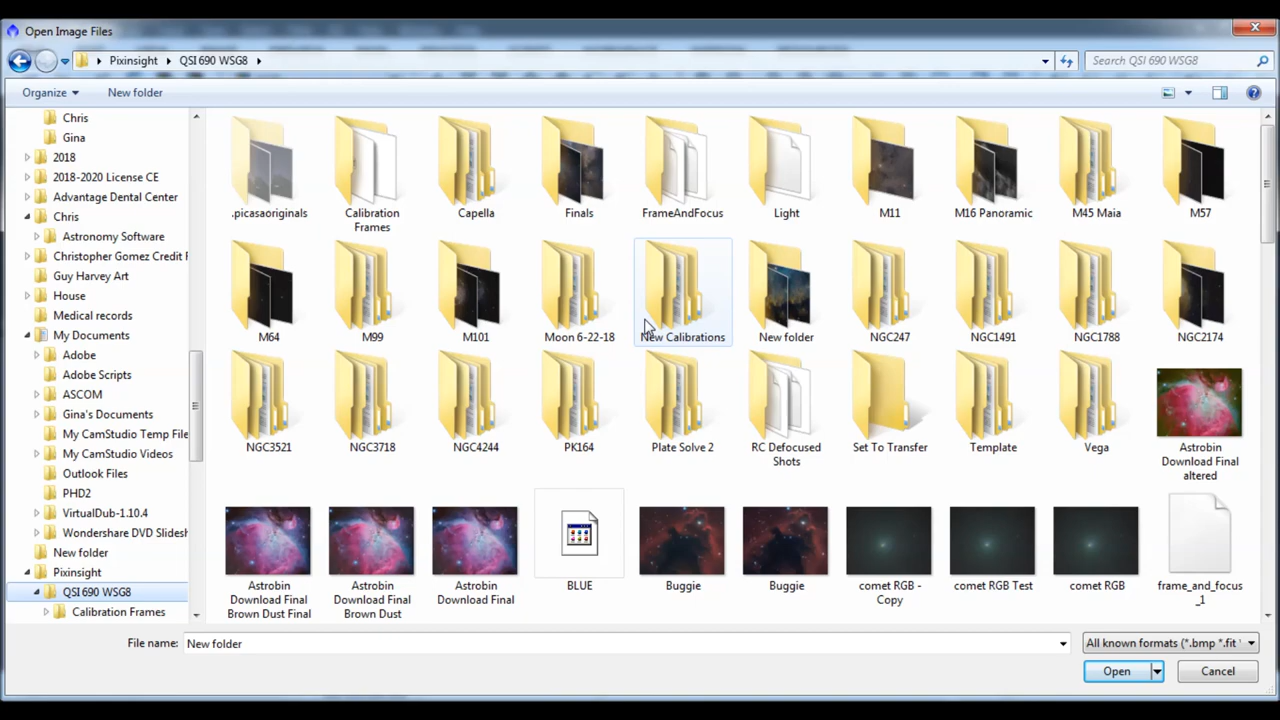 Open Image Files
Pixinsight QSI 690 WSG8
Search QSI 690 WSG8
Organize
New folder
Chris
Gina
2018
2018-2020 License CE
Advantage Dental Center
Chris
Astronomy Software
Christopher Gomez Credit F
Guy Harvey Art
House
Medical records
My Documents
Adobe
Adobe Scripts
ASCOM
Gina's Documents
My CamStudio Temp File
My CamStudio Videos
Outlook Files
PHD2
VirtualDub-1.10.4
Wondershare DVD Slidesh
New folder
Pixinsight
QSI 690 WSG8
Calibration Frames
.picasaoriginals
Calibration
Frames
Capella
Finals
FrameAndFocus
Light
M11
M16 Panoramic
M45 Maia
M57
M64
M99
M101
Moon 6-22-18
New Calibrations
New folder
NGC247
NGC1491
NGC1788
NGC2174
NGC3521
NGC3718
NGC4244
PK164
Plate Solve 2
RC Defocused
Shots
Set To Transfer
Template
Vega
Astrobin
Download Final
altered
Astrobin
Download Final
Brown Dust Final
Astrobin
Download Final
Brown Dust
Astrobin
Download Final
BLUE
Buggie
Buggie
comet RGB -
Copy
comet RGB Test
comet RGB
frame_and_focus
_1
File name:
New folder
All known formats (*.bmp *.fit
Open
Cancel